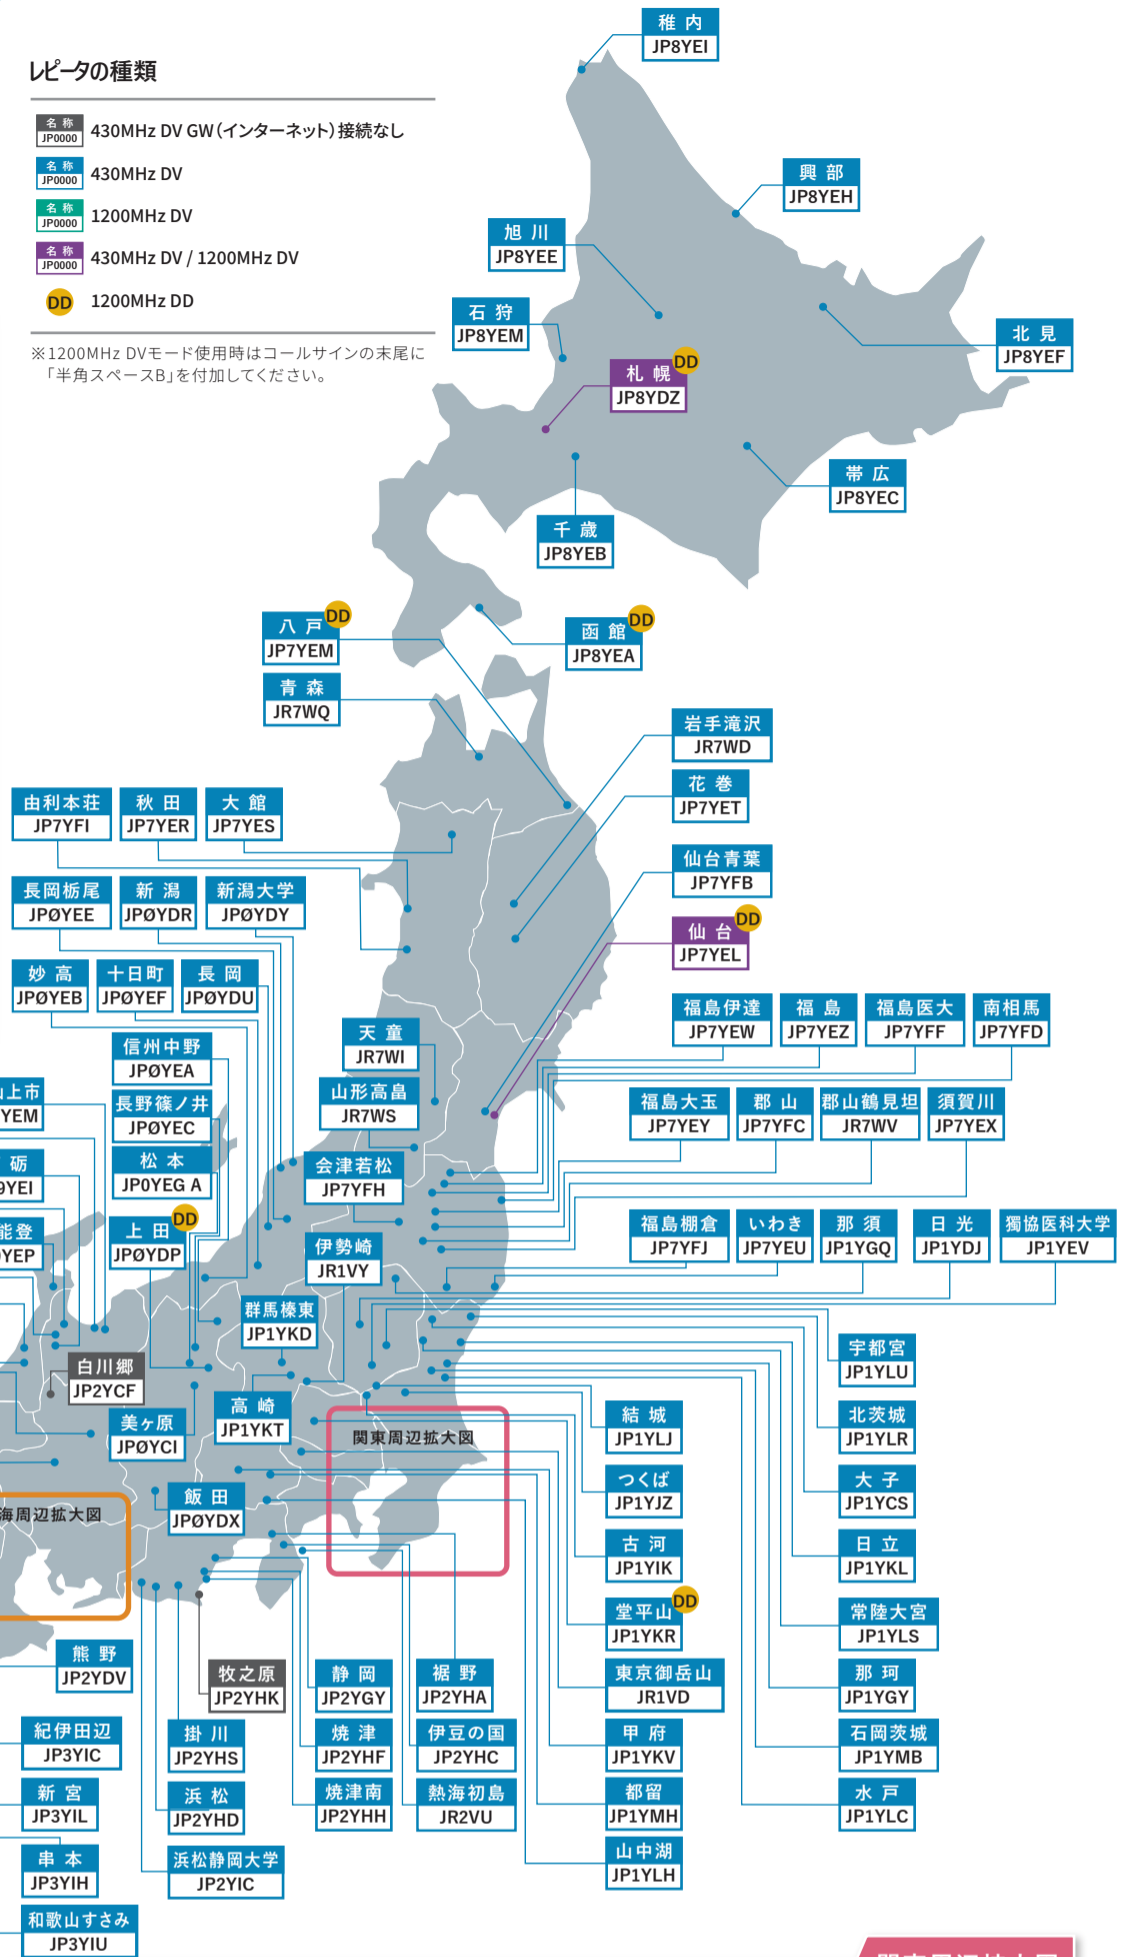 レピータの種類
名 称
JP0000
430MHz DV GW（インターネット）接続なし
名 称
JP0000
430MHz DV
名 称
JP0000
1200MHz DV
名 称
JP0000
430MHz DV / 1200MHz DV
DD
1200MHz DD
※1200MHz DVモード使用時はコールサインの末尾に
「半角スペースB」を付加してください。
稚 内
JP8YEI
興 部
JP8YEH
旭 川
JP8YEE
石 狩
JP8YEM
北 見
JP8YEF
札 幌
DD
JP8YDZ
帯 広
JP8YEC
千 歳
JP8YEB
八 戸
DD
JP7YEM
函 館
DD
JP8YEA
青 森
JR7WQ
岩手滝沢
JR7WD
花 巻
JP7YET
由利本荘
JP7YFI
秋 田
JP7YER
大 館
JP7YES
仙台青葉
JP7YFB
長岡栃尾
JPØYEE
新 潟
JPØYDR
新潟大学
JPØYDY
仙 台
DD
JP7YEL
妙 高
JPØYEB
十日町
JPØYEF
長 岡
JPØYDU
福島伊達
JP7YEW
福 島
JP7YEZ
福島医大
JP7YFF
南相馬
JP7YFD
天 童
JR7WI
信州中野
JPØYEA
山形高畠
JR7WS
上市
YEM
長野篠ノ井
JPØYEC
福島大玉
JP7YEY
郡 山
JP7YFC
郡山鶴見坦
JR7WV
須賀川
JP7YEX
砺
9YEI
松 本
JP0YEG A
会津若松
JP7YFH
能登
YEP
上 田
DD
JPØYDP
伊勢崎
JR1VY
福島棚倉
JP7YFJ
いわき
JP7YEU
那 須
JP1YGQ
日 光
JP1YDJ
獨協医科大学
JP1YEV
群馬榛東
JP1YKD
宇都宮
JP1YLU
白川郷
JP2YCF
高 崎
JP1YKT
美ヶ原
JPØYCI
関東周辺拡大図
結 城
JP1YLJ
北茨城
JP1YLR
つくば
JP1YJZ
大 子
JP1YCS
飯 田
JPØYDX
海周辺拡大図
古 河
JP1YIK
日 立
JP1YKL
堂平山
DD
JP1YKR
常陸大宮
JP1YLS
熊 野
JP2YDV
牧之原
JP2YHK
静 岡
JP2YGY
裾 野
JP2YHA
東京御岳山
JR1VD
那 珂
JP1YGY
紀伊田辺
JP3YIC
掛 川
JP2YHS
焼 津
JP2YHF
伊豆の国
JP2YHC
甲 府
JP1YKV
石岡茨城
JP1YMB
新 宮
JP3YIL
浜 松
JP2YHD
焼津南
JP2YHH
熱海初島
JR2VU
都留
JP1YMH
水 戸
JP1YLC
串 本
JP3YIH
浜松静岡大学
JP2YIC
山中湖
JP1YLH
和歌山すさみ
JP3YIU